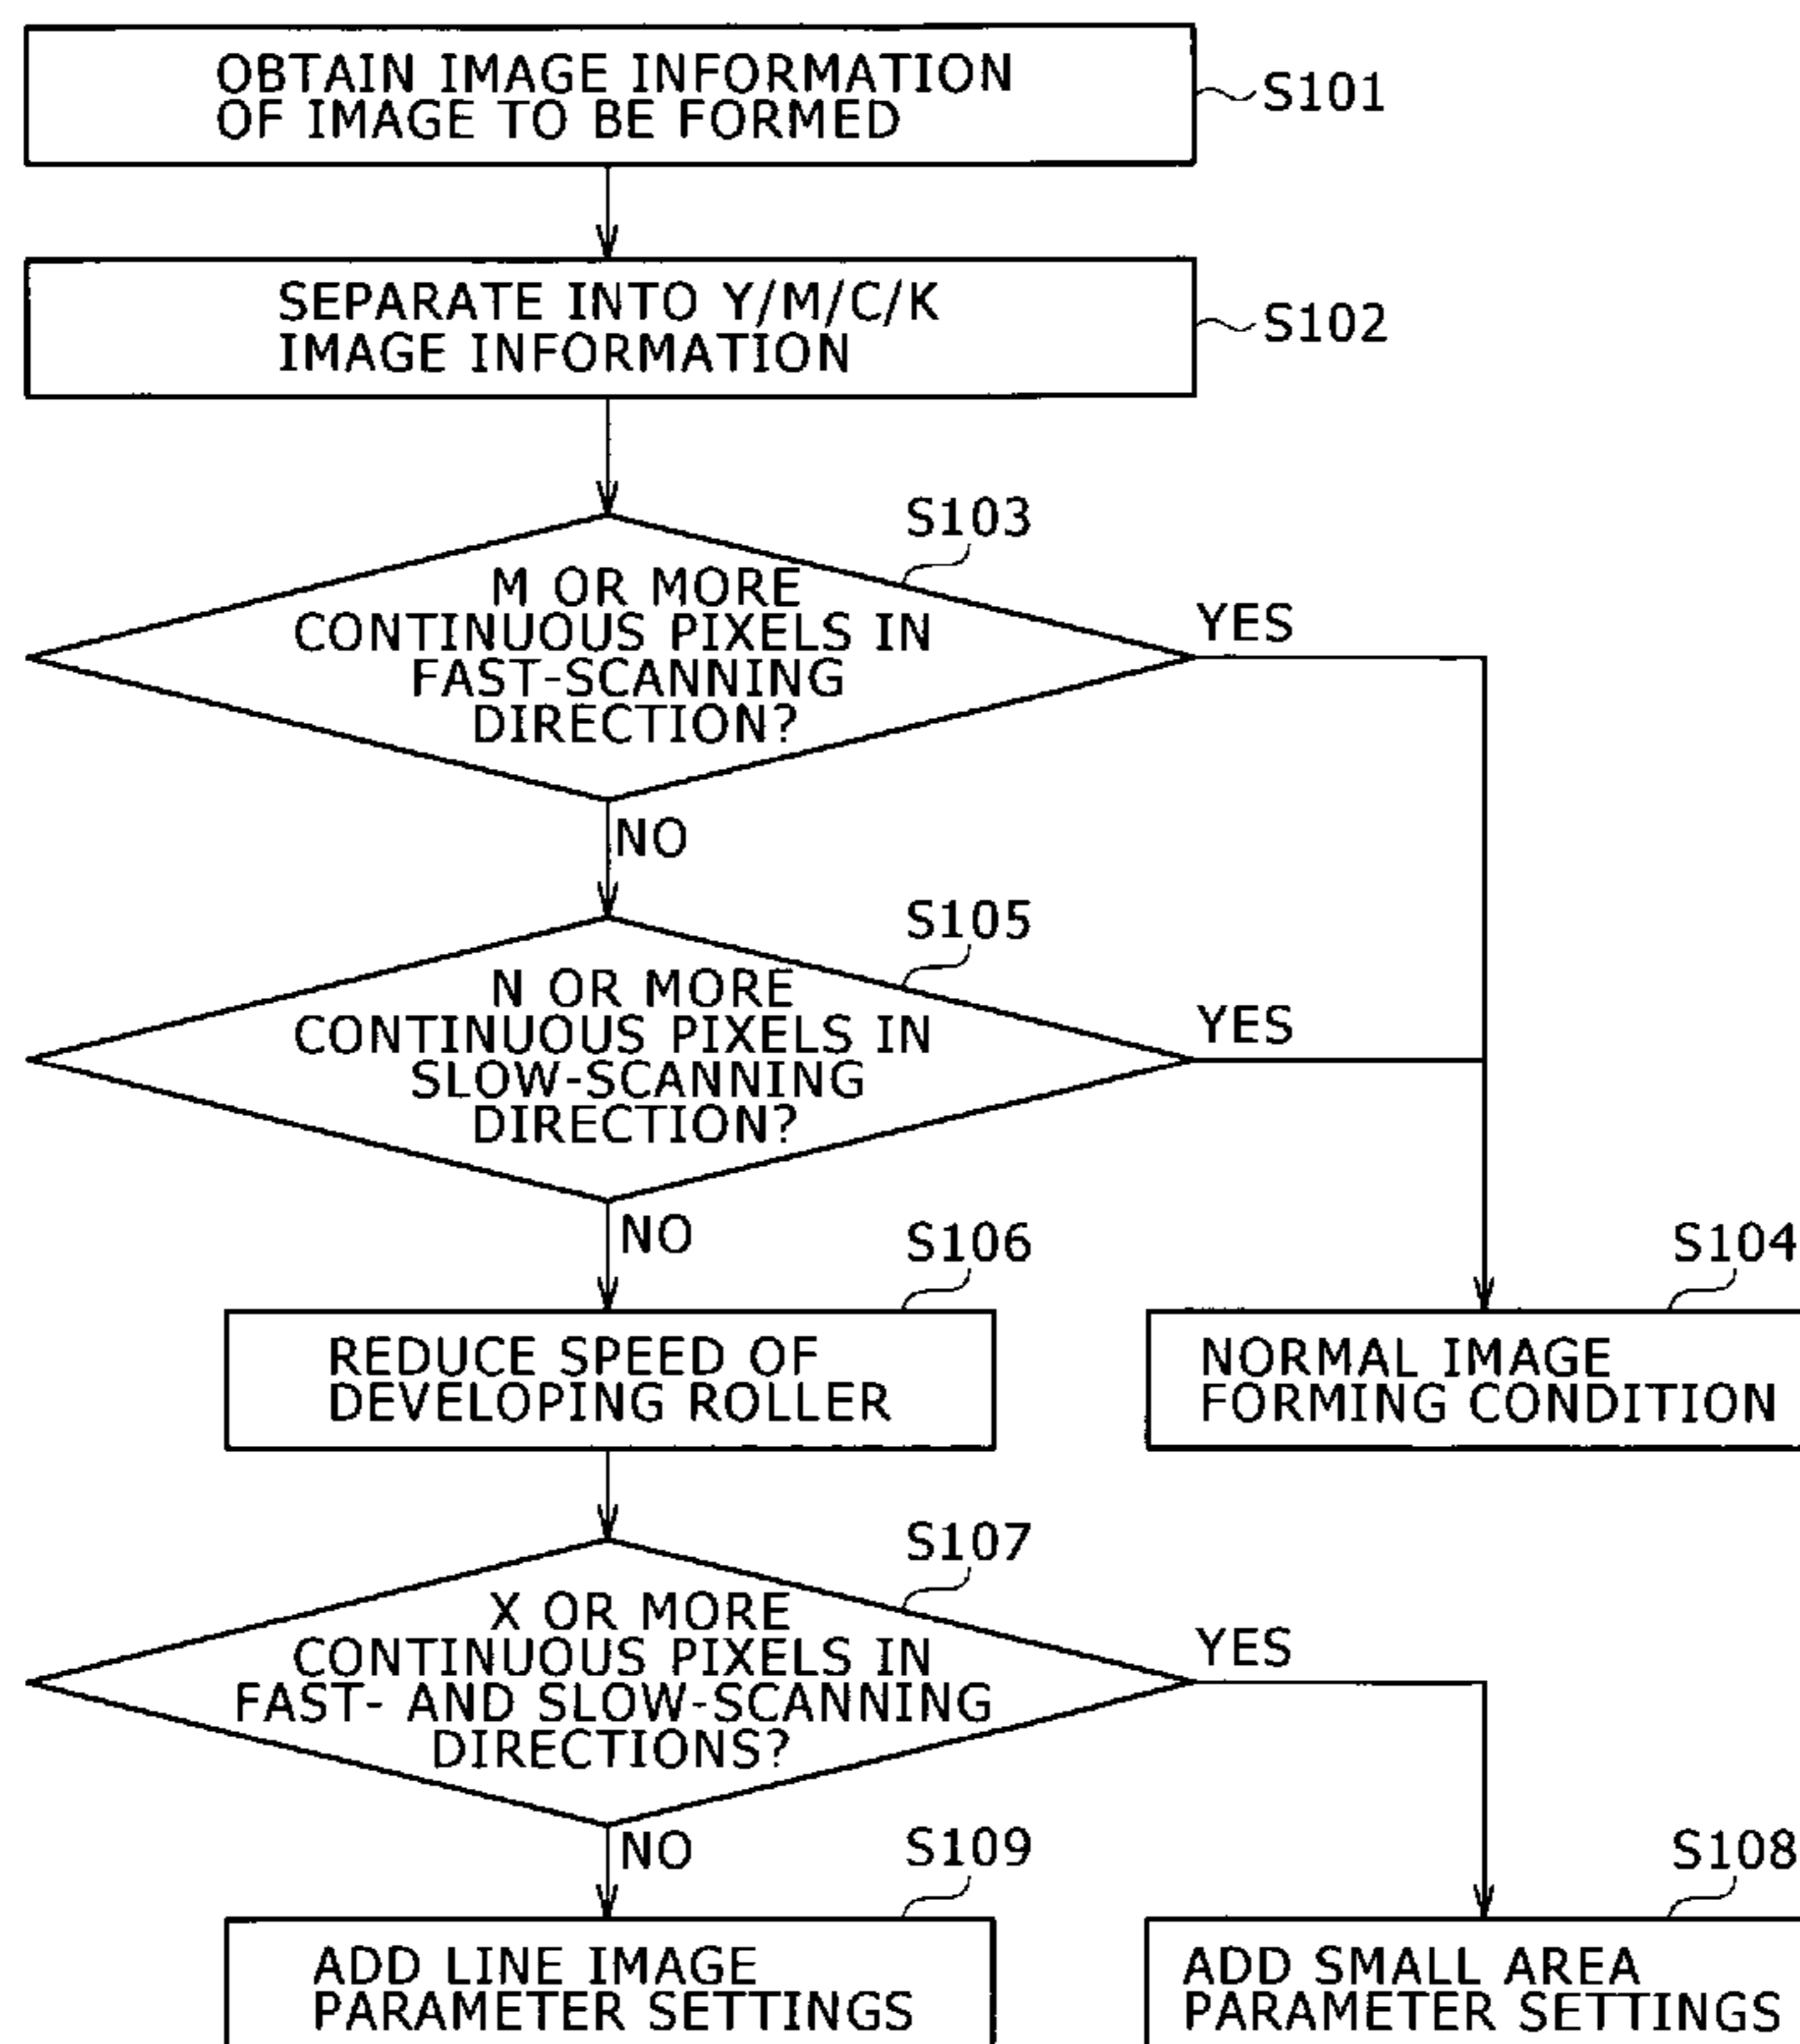 OBTAIN IMAGE INFORMATION
OF IMAGE TO BE FORMED
S101
SEPARATE INTO Y/M/C/K
IMAGE INFORMATION
S102
S103
M OR MORE
CONTINUOUS PIXELS IN
FAST-SCANNING
DIRECTION?
YES
NO
S105
N OR MORE
CONTINUOUS PIXELS IN
SLOW-SCANNING
DIRECTION?
YES
NO
S106
REDUCE SPEED OF
DEVELOPING ROLLER
S104
NORMAL IMAGE
FORMING CONDITION
S107
X OR MORE
CONTINUOUS PIXELS IN
FAST- AND SLOW-SCANNING
DIRECTIONS?
YES
NO
S109
ADD LINE IMAGE
PARAMETER SETTINGS
S108
ADD SMALL AREA
PARAMETER SETTINGS